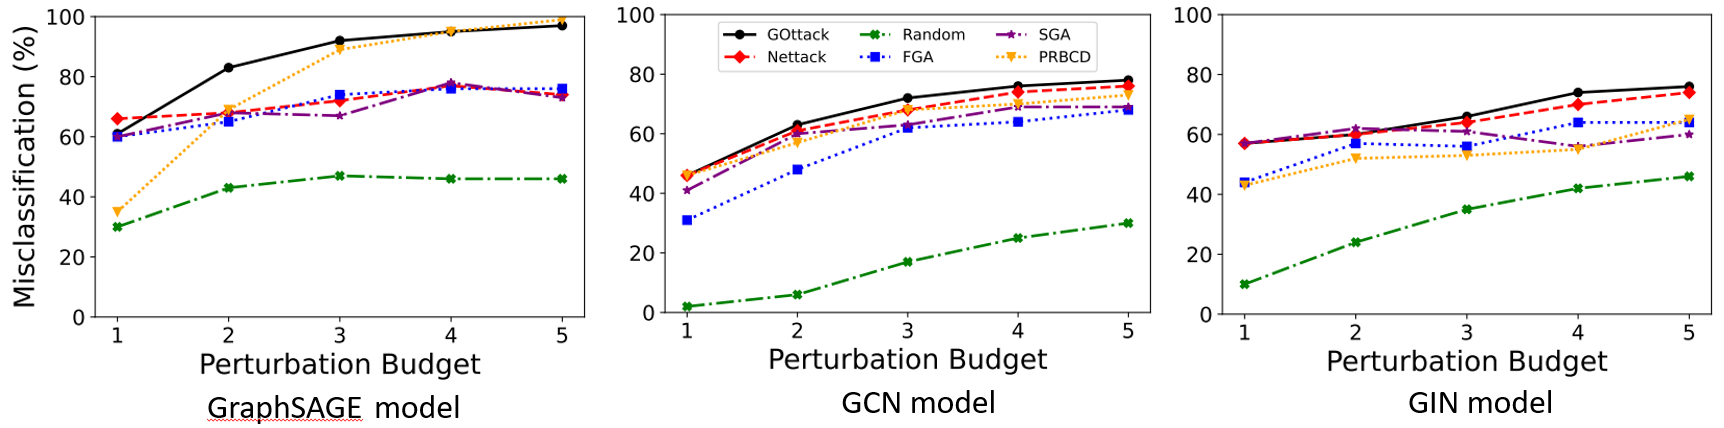 Misclassification (%)
100
80
60
40
20
0
1 2 3 4 5
Perturbation Budget
GraphSAGE model
100
80
60
40
20
0
GOttack Random SGA
Nettack FGA PRBCD
1 2 3 4 5
Perturbation Budget
GCN model
100
80
60
40
20
0
1 2 3 4 5
Perturbation Budget
GIN model